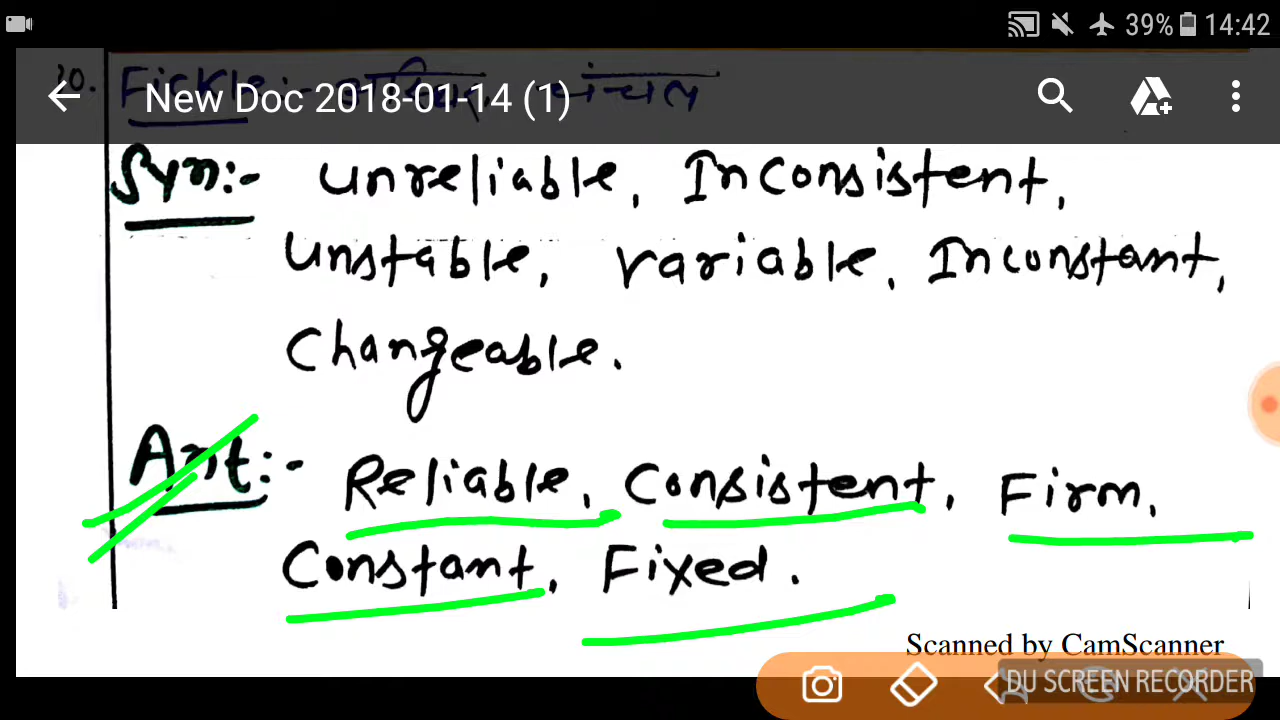 39% 14:42
New Doc 2018-01-14 (1)
Fickle:-
Syn:- Unreliable, Inconsistent,
Unstable, Variable, Inconstant,
Changeable.
Ant:- Reliable, Consistent, Firm,
Constant, Fixed.
Scanned by CamScanner
DU SCREEN RECORDER